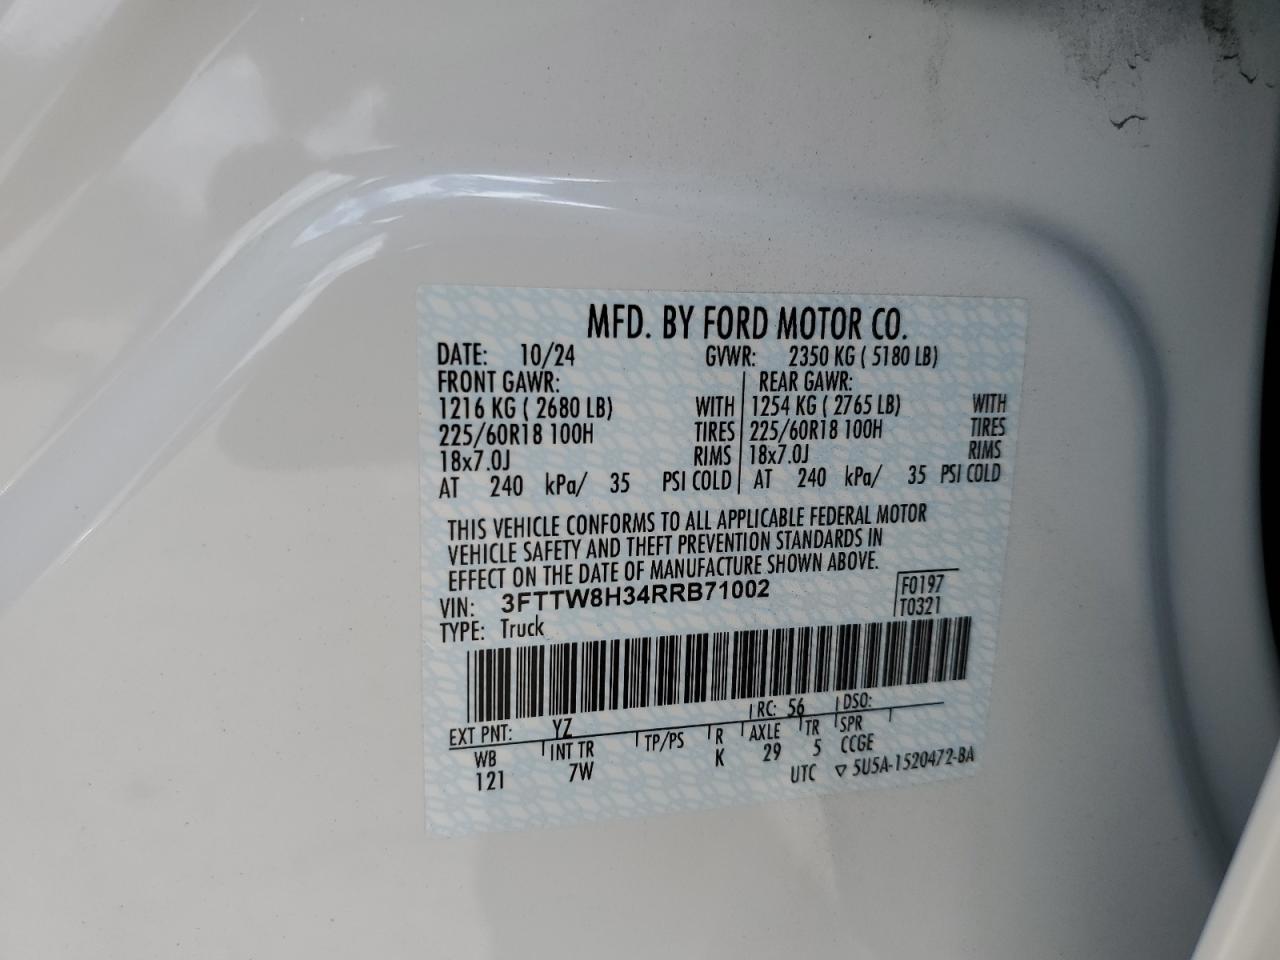 MFD. BY FORD MOTOR CO.
DATE: 10/24 GVWR: 2350 KG ( 5180 LB)
FRONT GAWR: REAR GAWR:
1216 KG ( 2680 LB) WITH 1254 KG ( 2765 LB) WITH
225/60R18 100H TIRES 225/60R18 100H TIRES
18x7.0J RIMS 18x7.0J RIMS
AT 240 kPa/ 35 PSI COLD AT 240 kPa/ 35 PSI COLD
THIS VEHICLE CONFORMS TO ALL APPLICABLE FEDERAL MOTOR
VEHICLE SAFETY AND THEFT PREVENTION STANDARDS IN
EFFECT ON THE DATE OF MANUFACTURE SHOWN ABOVE.
VIN: 3FTTW8H34RRB71002 F0197
TYPE: Truck T0321
EXT PNT: YZ RC: 56 DSO:
WB INT TR TP/PS R AXLE TR SPR
121 7W K 29 5 CCGE
UTC ▽ 5U5A-1520472-BA